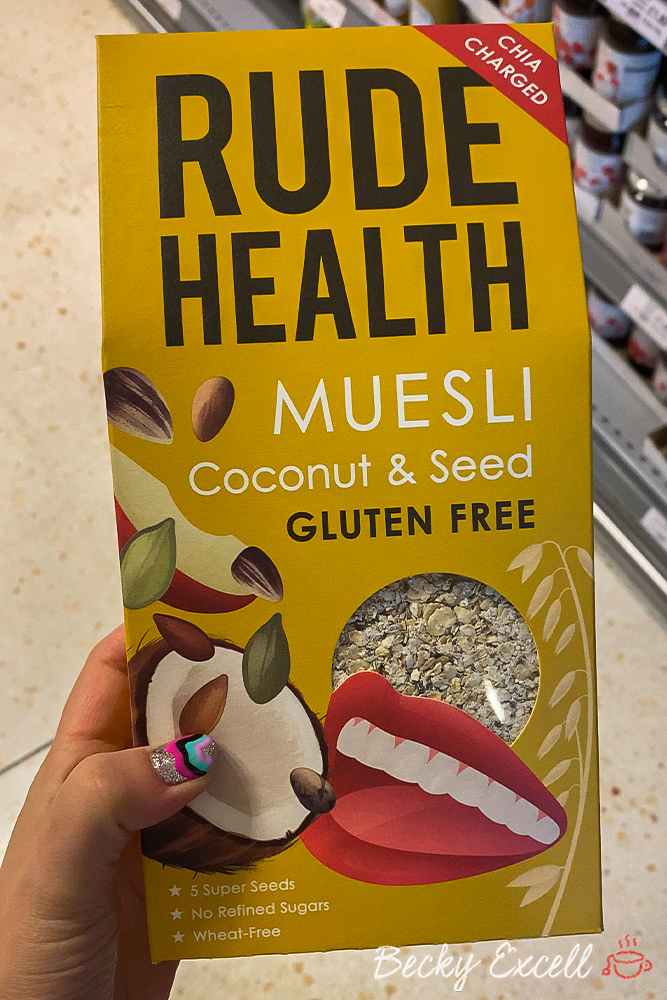 CHIA
CHARGED
RUDE
HEALTH
MUESLI
Coconut & Seed
GLUTEN FREE
★ 5 Super Seeds
★ No Refined Sugars
★ Wheat-Free
Becky Excell